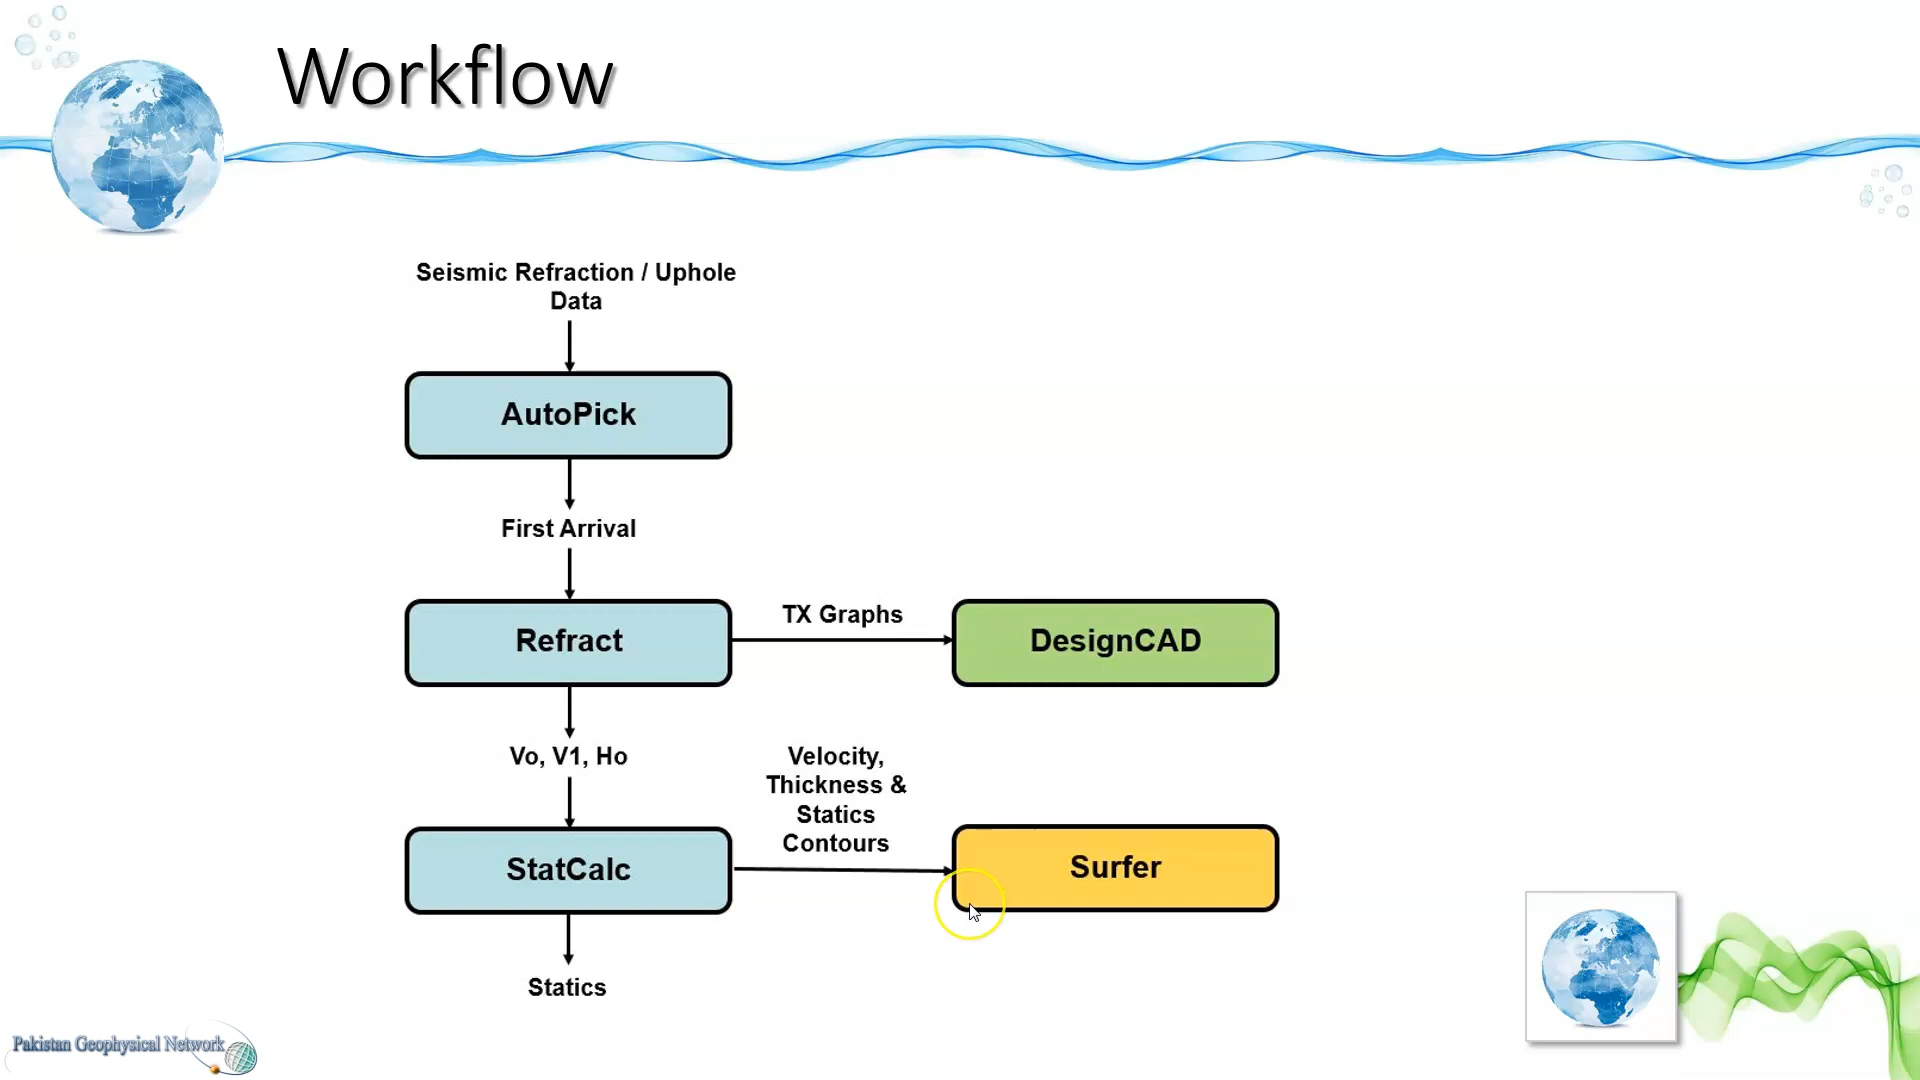 Workflow
Seismic Refraction / Uphole
Data
AutoPick
First Arrival
Refract
TX Graphs
DesignCAD
Vo, V1, Ho
Velocity,
Thickness &
Statics
Contours
StatCalc
Surfer
Statics
Pakistan Geophysical Network